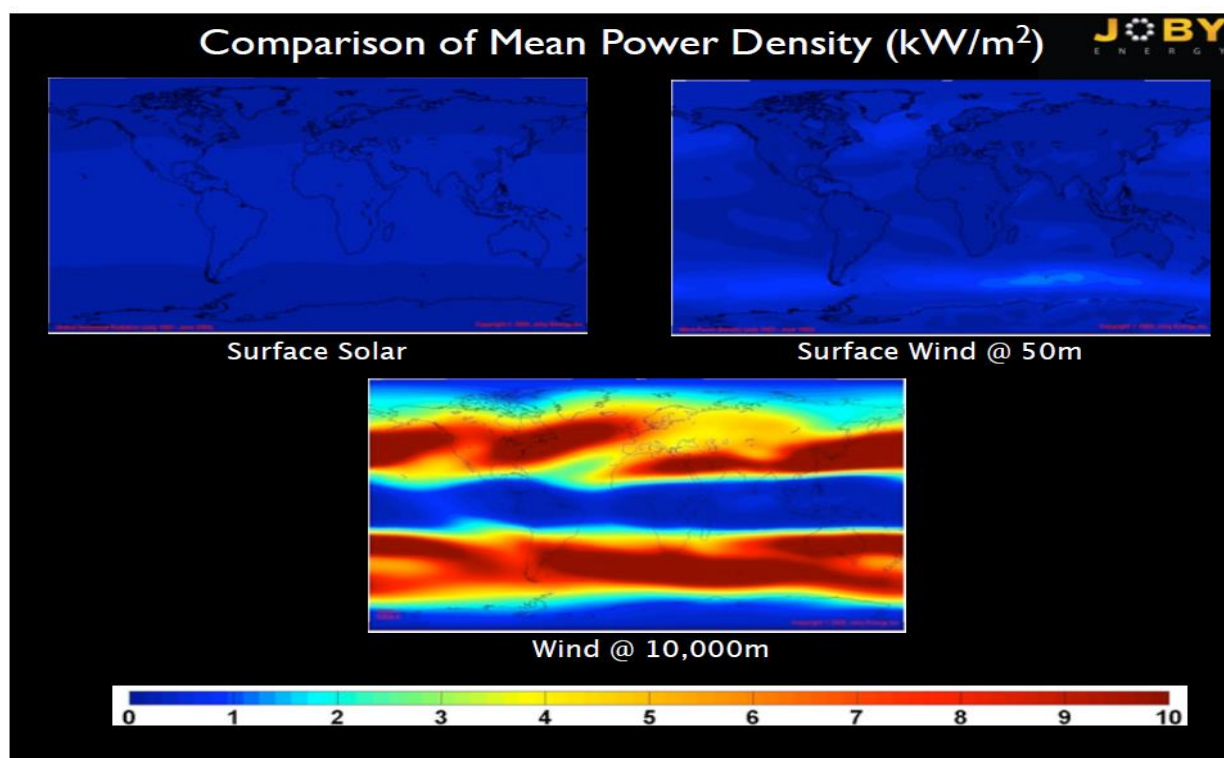 Comparison of Mean Power Density (kW/m²)
JOBY
ENERGY
Surface Solar
Surface Wind @ 50m
Wind @ 10,000m
0 1 2 3 4 5 6 7 8 9 10